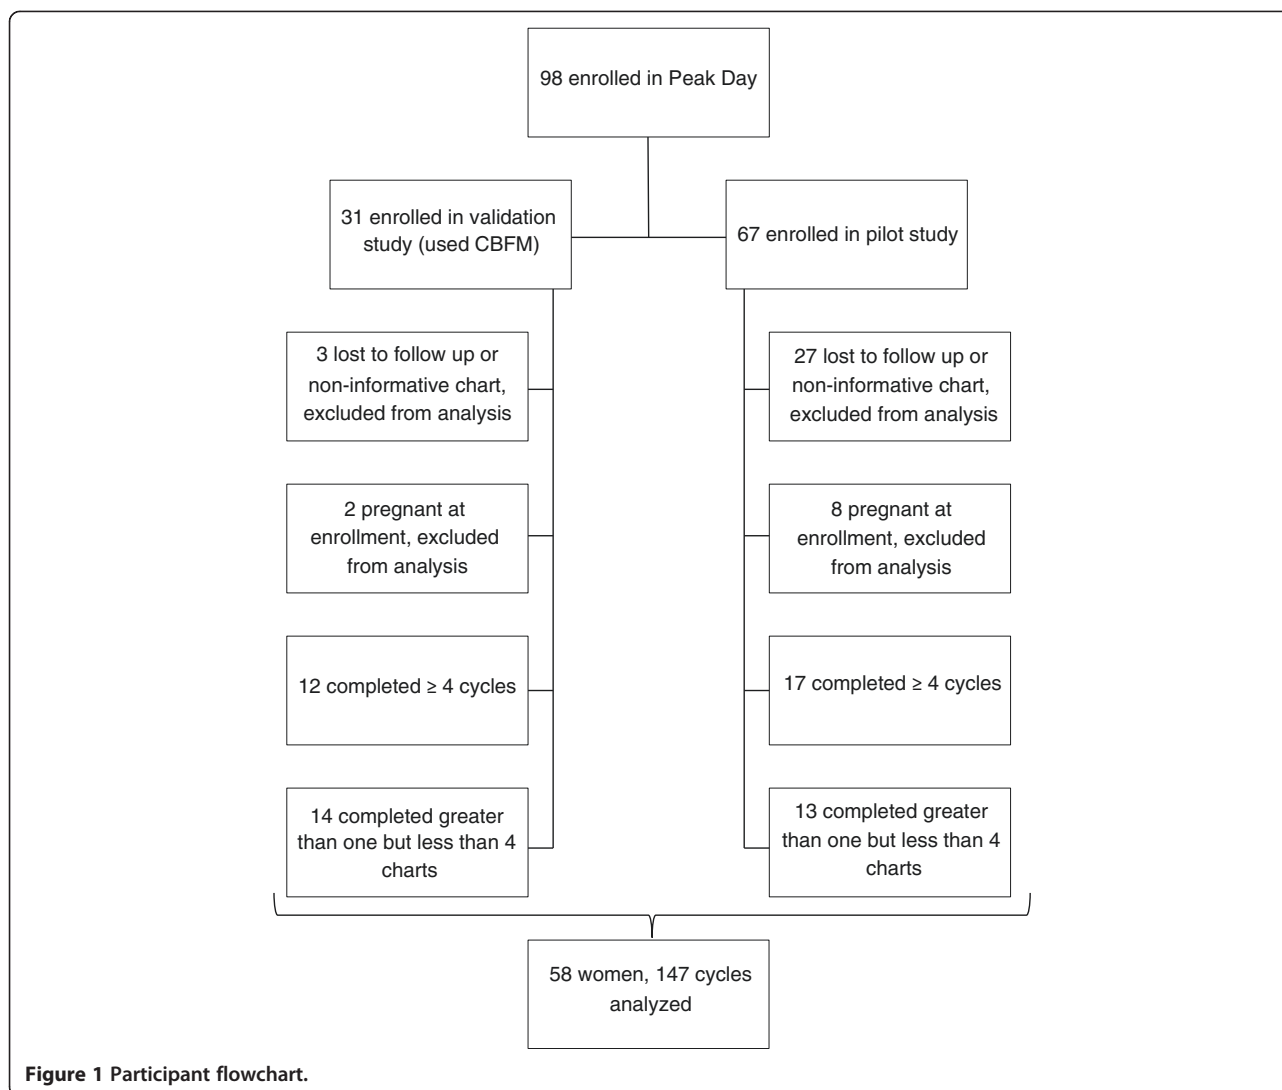 98 enrolled in Peak Day
31 enrolled in validation
study (used CBFM)
67 enrolled in pilot study
3 lost to follow up or
non-informative chart,
excluded from analysis
27 lost to follow up or
non-informative chart,
excluded from analysis
2 pregnant at
enrollment, excluded
from analysis
8 pregnant at
enrollment, excluded
from analysis
12 completed ≥ 4 cycles
17 completed ≥ 4 cycles
14 completed greater
than one but less than 4
charts
13 completed greater
than one but less than 4
charts
58 women, 147 cycles
analyzed
Figure 1 Participant flowchart.